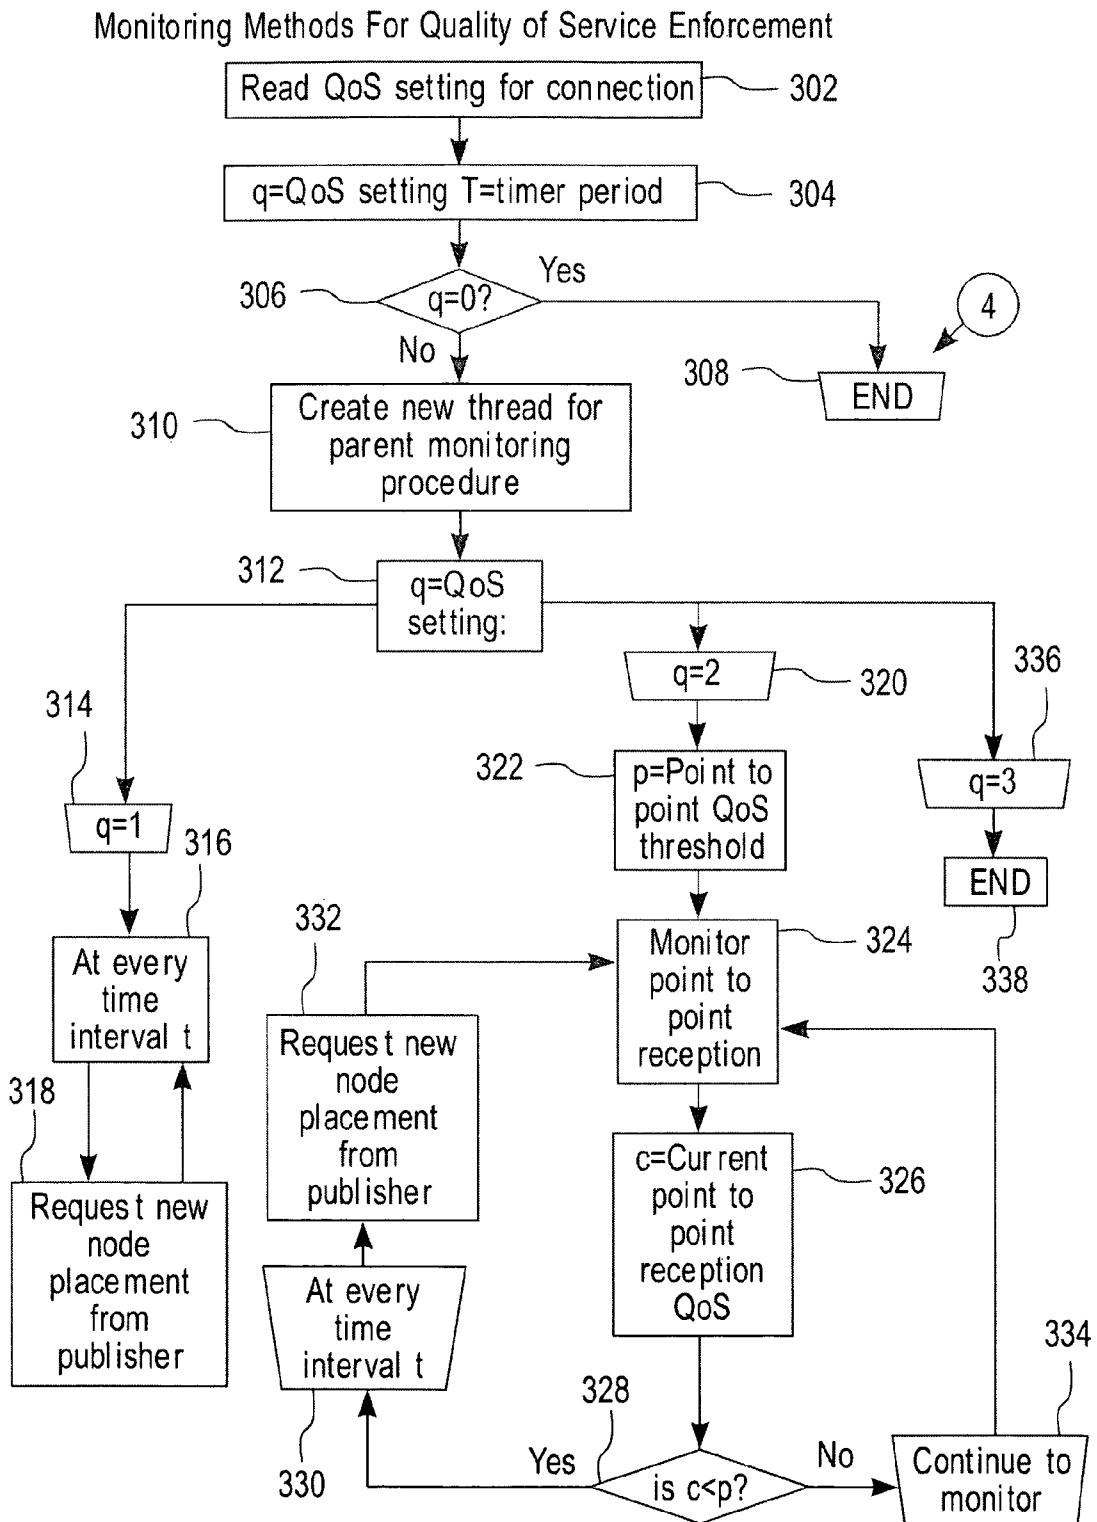 Monitoring Methods For Quality of Service Enforcement
Read QoS setting for connection
302
q=QoS setting T=timer period
304
306
q=0?
Yes
No
4
308
END
310
Create new thread for
parent monitoring
procedure
312
q=QoS
setting:
314
q=1
316
At every
time
interval t
318
Request new
node
placement
from
publisher
q=2
320
322
p=Point to
point QoS
threshold
336
q=3
END
338
332
Request new
node
placement
from
publisher
Monitor
point to
point
reception
324
c=Current
point to
point
reception
QoS
326
At every
time
interval t
330
328
is c<p?
Yes
No
334
Continue to
monitor